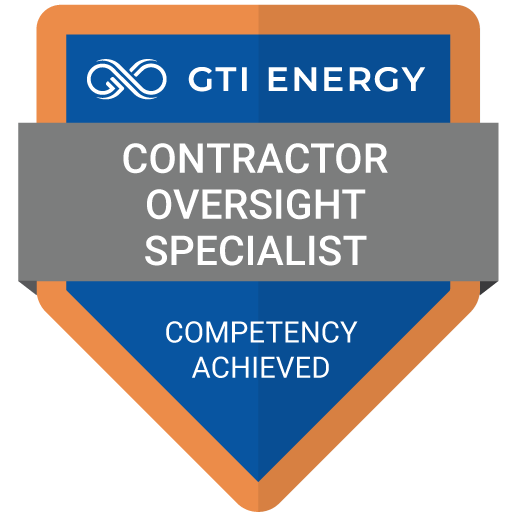 GTI ENERGY
CONTRACTOR
OVERSIGHT
SPECIALIST
COMPETENCY
ACHIEVED